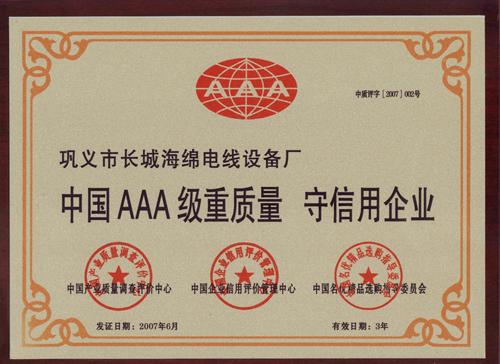 AAA
中质评字［2007］002号
巩义市长城海绵电线设备厂
中国AAA级重质量 守信用企业
中国产业质量调查评价中心 中国企业信用评价管理中心 中国名优精品选购指导委员会
发证日期：2007年6月 有效日期：3年